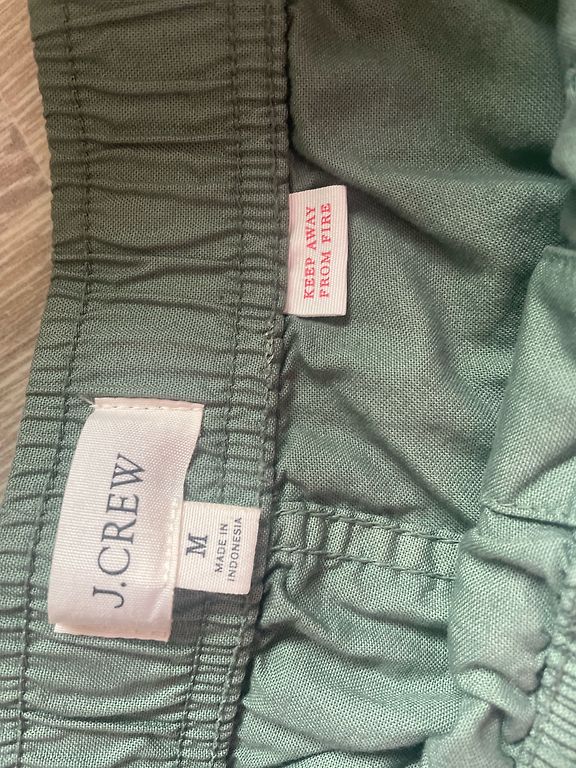 J.CREW
M
MADE IN
INDONESIA
KEEP AWAY
FROM FIRE